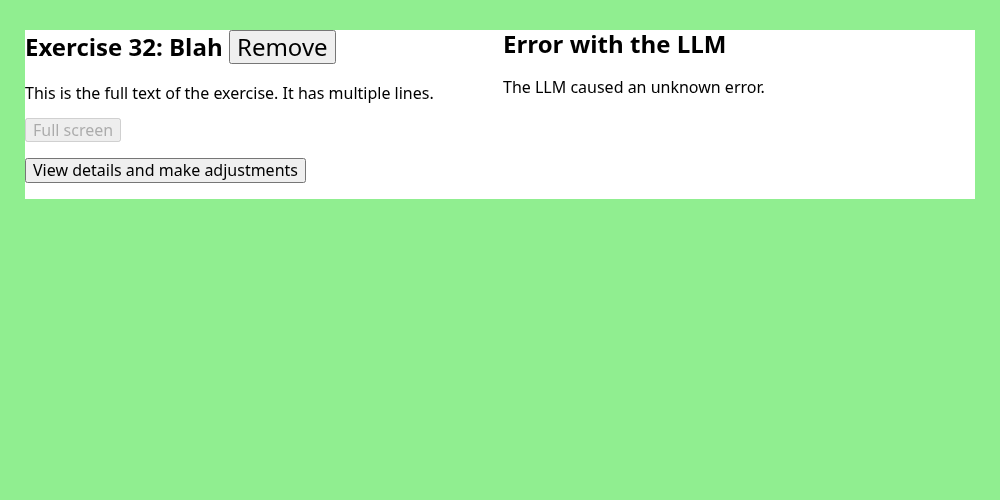 Exercise 32: Blah Remove
This is the full text of the exercise. It has multiple lines.
Full screen
View details and make adjustments
Error with the LLM
The LLM caused an unknown error.